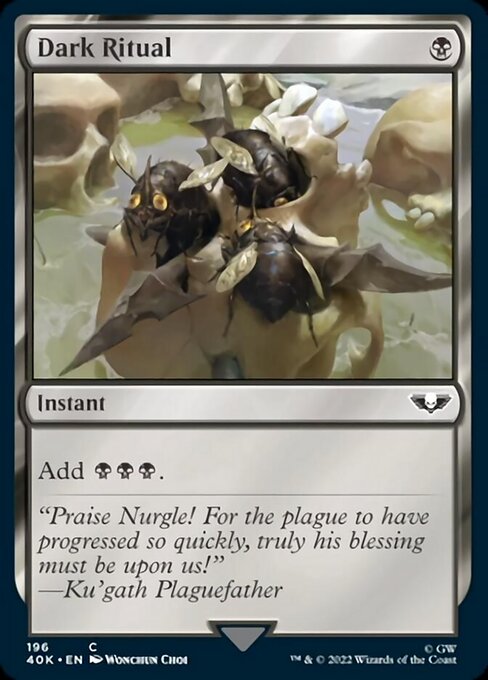 Dark Ritual
Instant
Add .
“Praise Nurgle! For the plague to have
progressed so quickly, truly his blessing
must be upon us!”
—Ku'gath Plaguefather
196 C
40K • EN Wonchun Choi
© GW
™ & © 2022 Wizards of the Coast